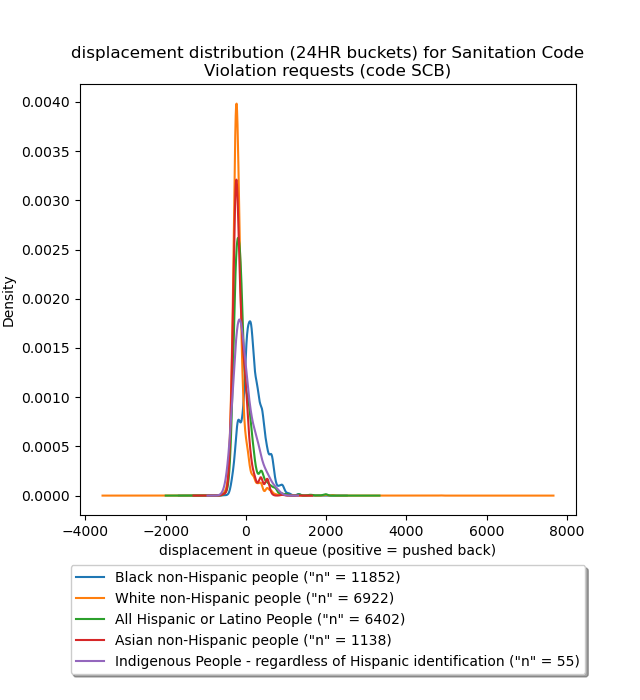 displacement distribution (24HR buckets) for Sanitation Code
Violation requests (code SCB)
Density
0.0040
0.0035
0.0030
0.0025
0.0020
0.0015
0.0010
0.0005
0.0000
−4000 −2000 0 2000 4000 6000 8000
displacement in queue (positive = pushed back)
Black non-Hispanic people ("n" = 11852)
White non-Hispanic people ("n" = 6922)
All Hispanic or Latino People ("n" = 6402)
Asian non-Hispanic people ("n" = 1138)
Indigenous People - regardless of Hispanic identification ("n" = 55)